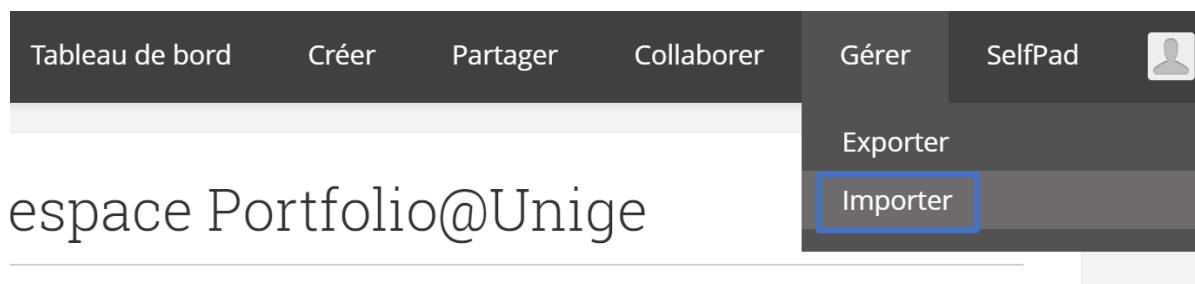 Tableau de bord Créer Partager Collaborer Gérer SelfPad
Exporter
Importer
espace Portfolio@Unige